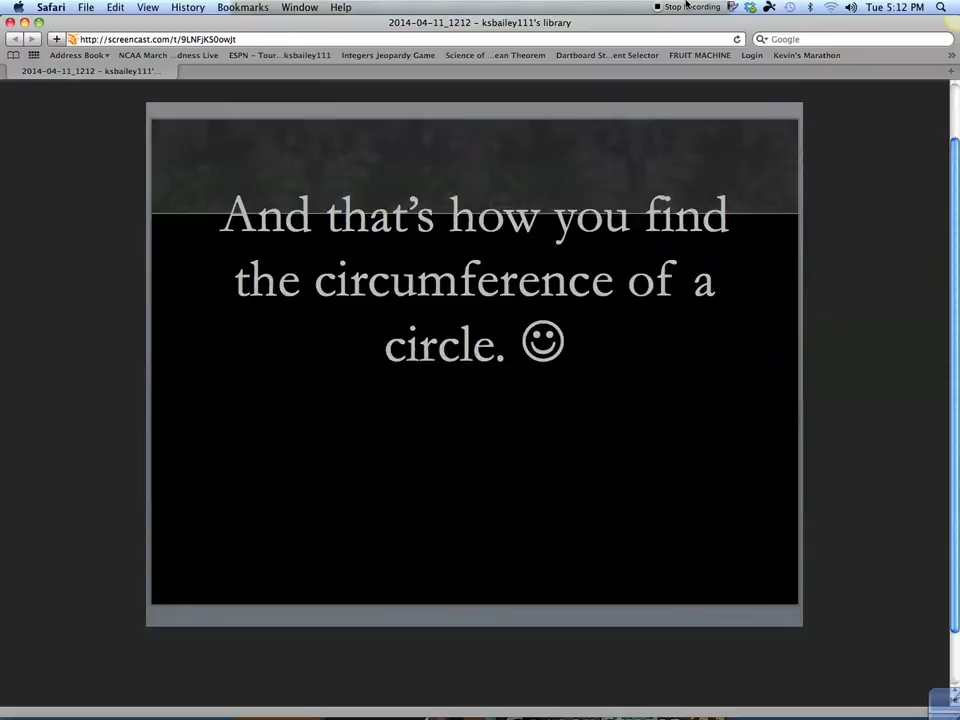 Safari File Edit View History Bookmarks Window Help Stop Recording Tue 5:12 PM
2014-04-11_1212 – ksbailey111's library
http://screencast.com/t/9LNFjKS0owJt Google
Address Book NCAA March ...dness Live ESPN – Tour...ksbailey111 Integers Jeopardy Game Science of ...ean Theorem Dartboard St...ent Selector FRUIT MACHINE Login Kevin's Marathon
2014-04-11_1212 – ksbailey111'...
And that's how you find
the circumference of a
circle. ☺